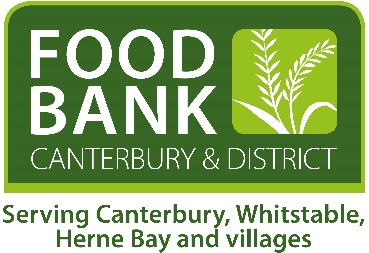 FOOD
BANK
CANTERBURY & DISTRICT
Serving Canterbury, Whitstable,
Herne Bay and villages